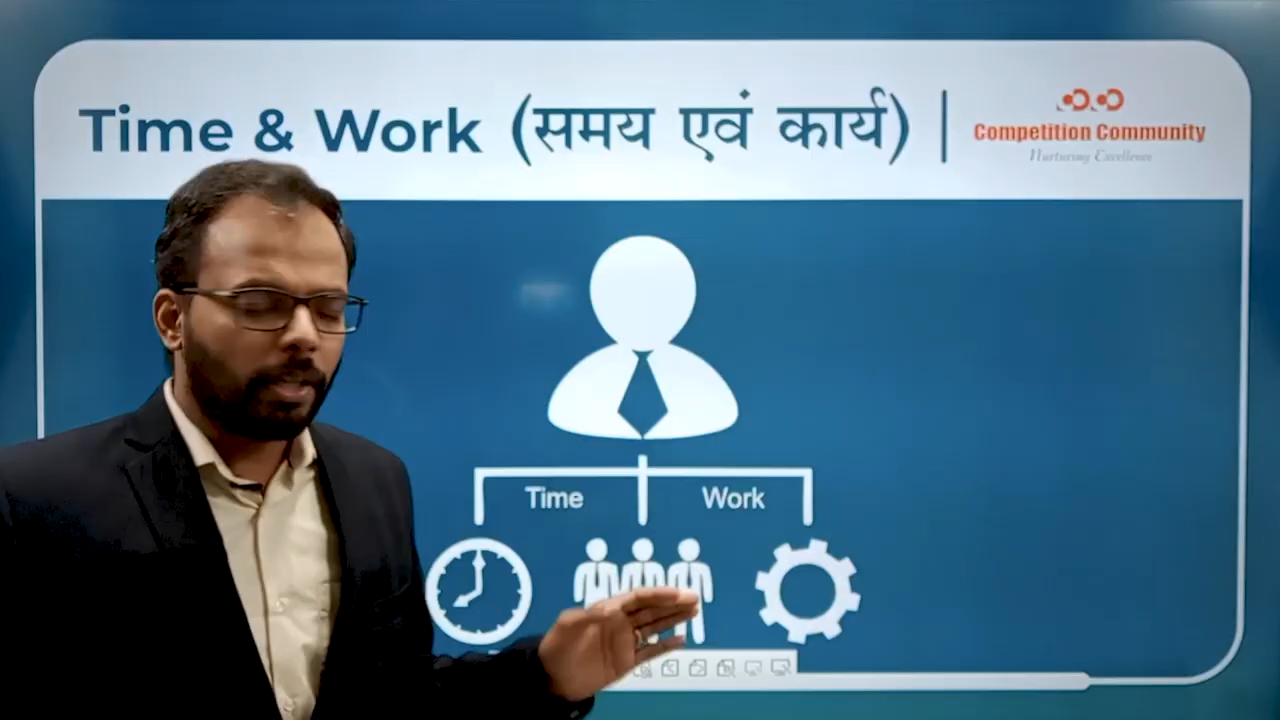 Time & Work (समय एवं कार्य)
Competition Community
Nurturing Excellence
Time
Work